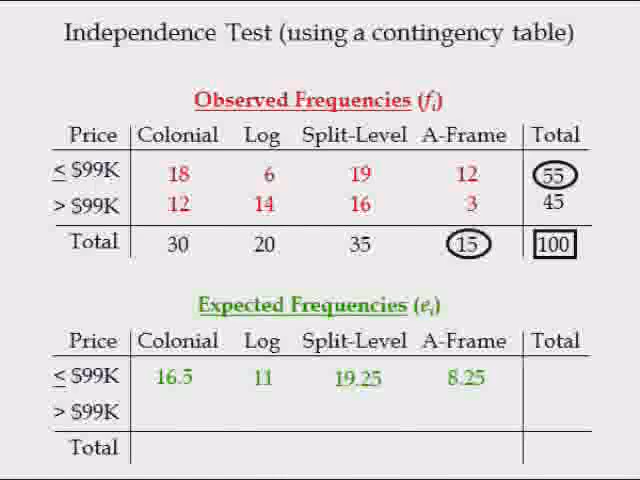 Independence Test (using a contingency table)
Observed Frequencies (fi)
Price Colonial Log Split-Level A-Frame Total
≤ $99K 18 6 19 12 55
> $99K 12 14 16 3 45
Total 30 20 35 15 100
Expected Frequencies (ei)
Price Colonial Log Split-Level A-Frame Total
≤ $99K 16.5 11 19.25 8.25
> $99K
Total